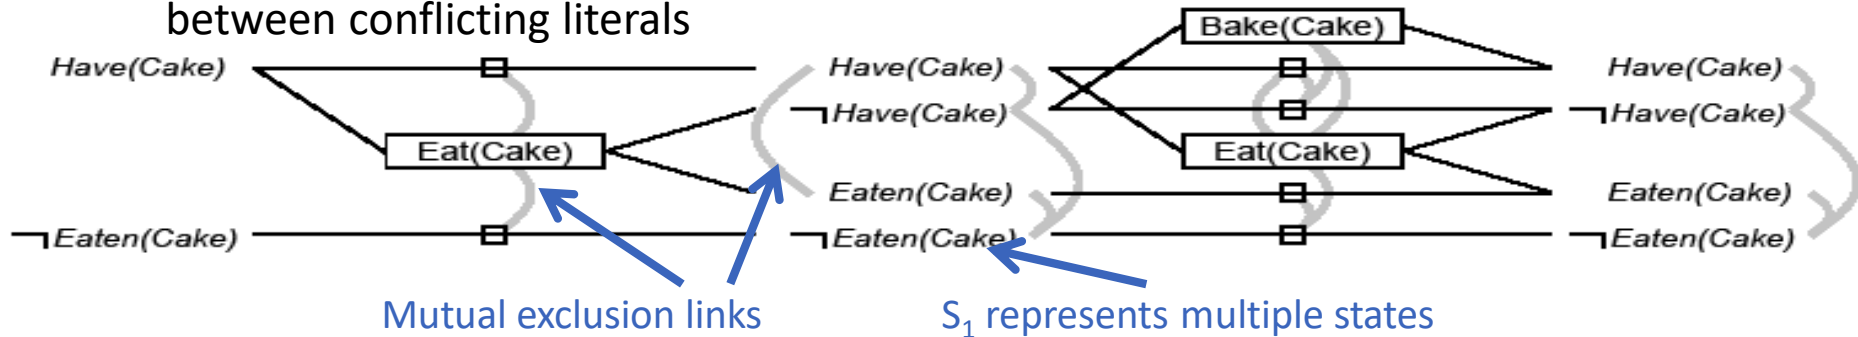 between conflicting literals
Bake(Cake)
Have(Cake) Have(Cake) Have(Cake)
¬Have(Cake) ¬Have(Cake)
Eat(Cake) Eat(Cake)
Eaten(Cake) Eaten(Cake)
¬Eaten(Cake) ¬Eaten(Cake) ¬Eaten(Cake)
Mutual exclusion links S₁ represents multiple states